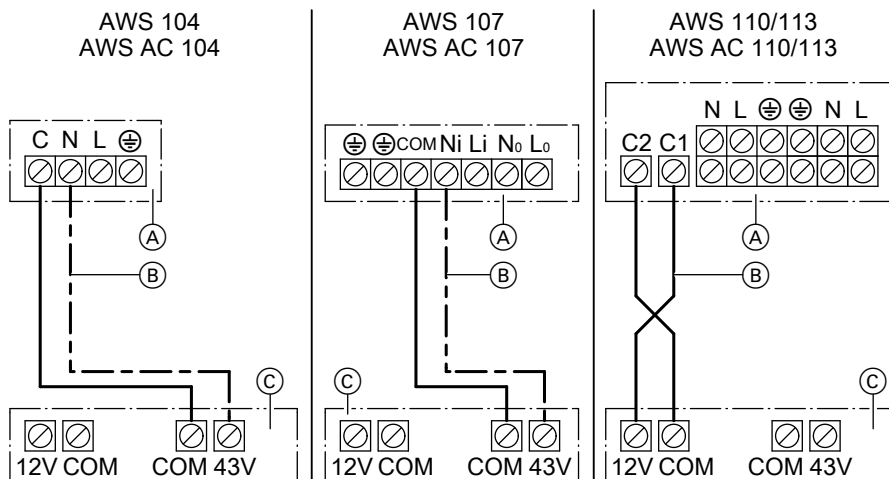 AWS 104
AWS AC 104
C N L
A
B
C
12V COM COM 43V
AWS 107
AWS AC 107
COM Ni Li N₀ L₀
A
B
C
12V COM COM 43V
AWS 110/113
AWS AC 110/113
N L N L
C2 C1
A
B
C
12V COM COM 43V